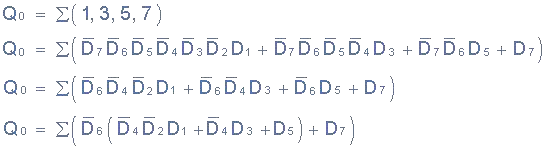 Q₀ = ∑( 1, 3, 5, 7 )
Q₀ = ∑( D̅₇D̅₆D̅₅D̅₄D̅₃D̅₂D₁ + D̅₇D̅₆D̅₅D̅₄D₃ + D̅₇D̅₆D₅ + D₇ )
Q₀ = ∑( D̅₆D̅₄D̅₂D₁ + D̅₆D̅₄D₃ + D̅₆D₅ + D₇ )
Q₀ = ∑( D̅₆ ( D̅₄D̅₂D₁ + D̅₄D₃ + D₅ ) + D₇ )